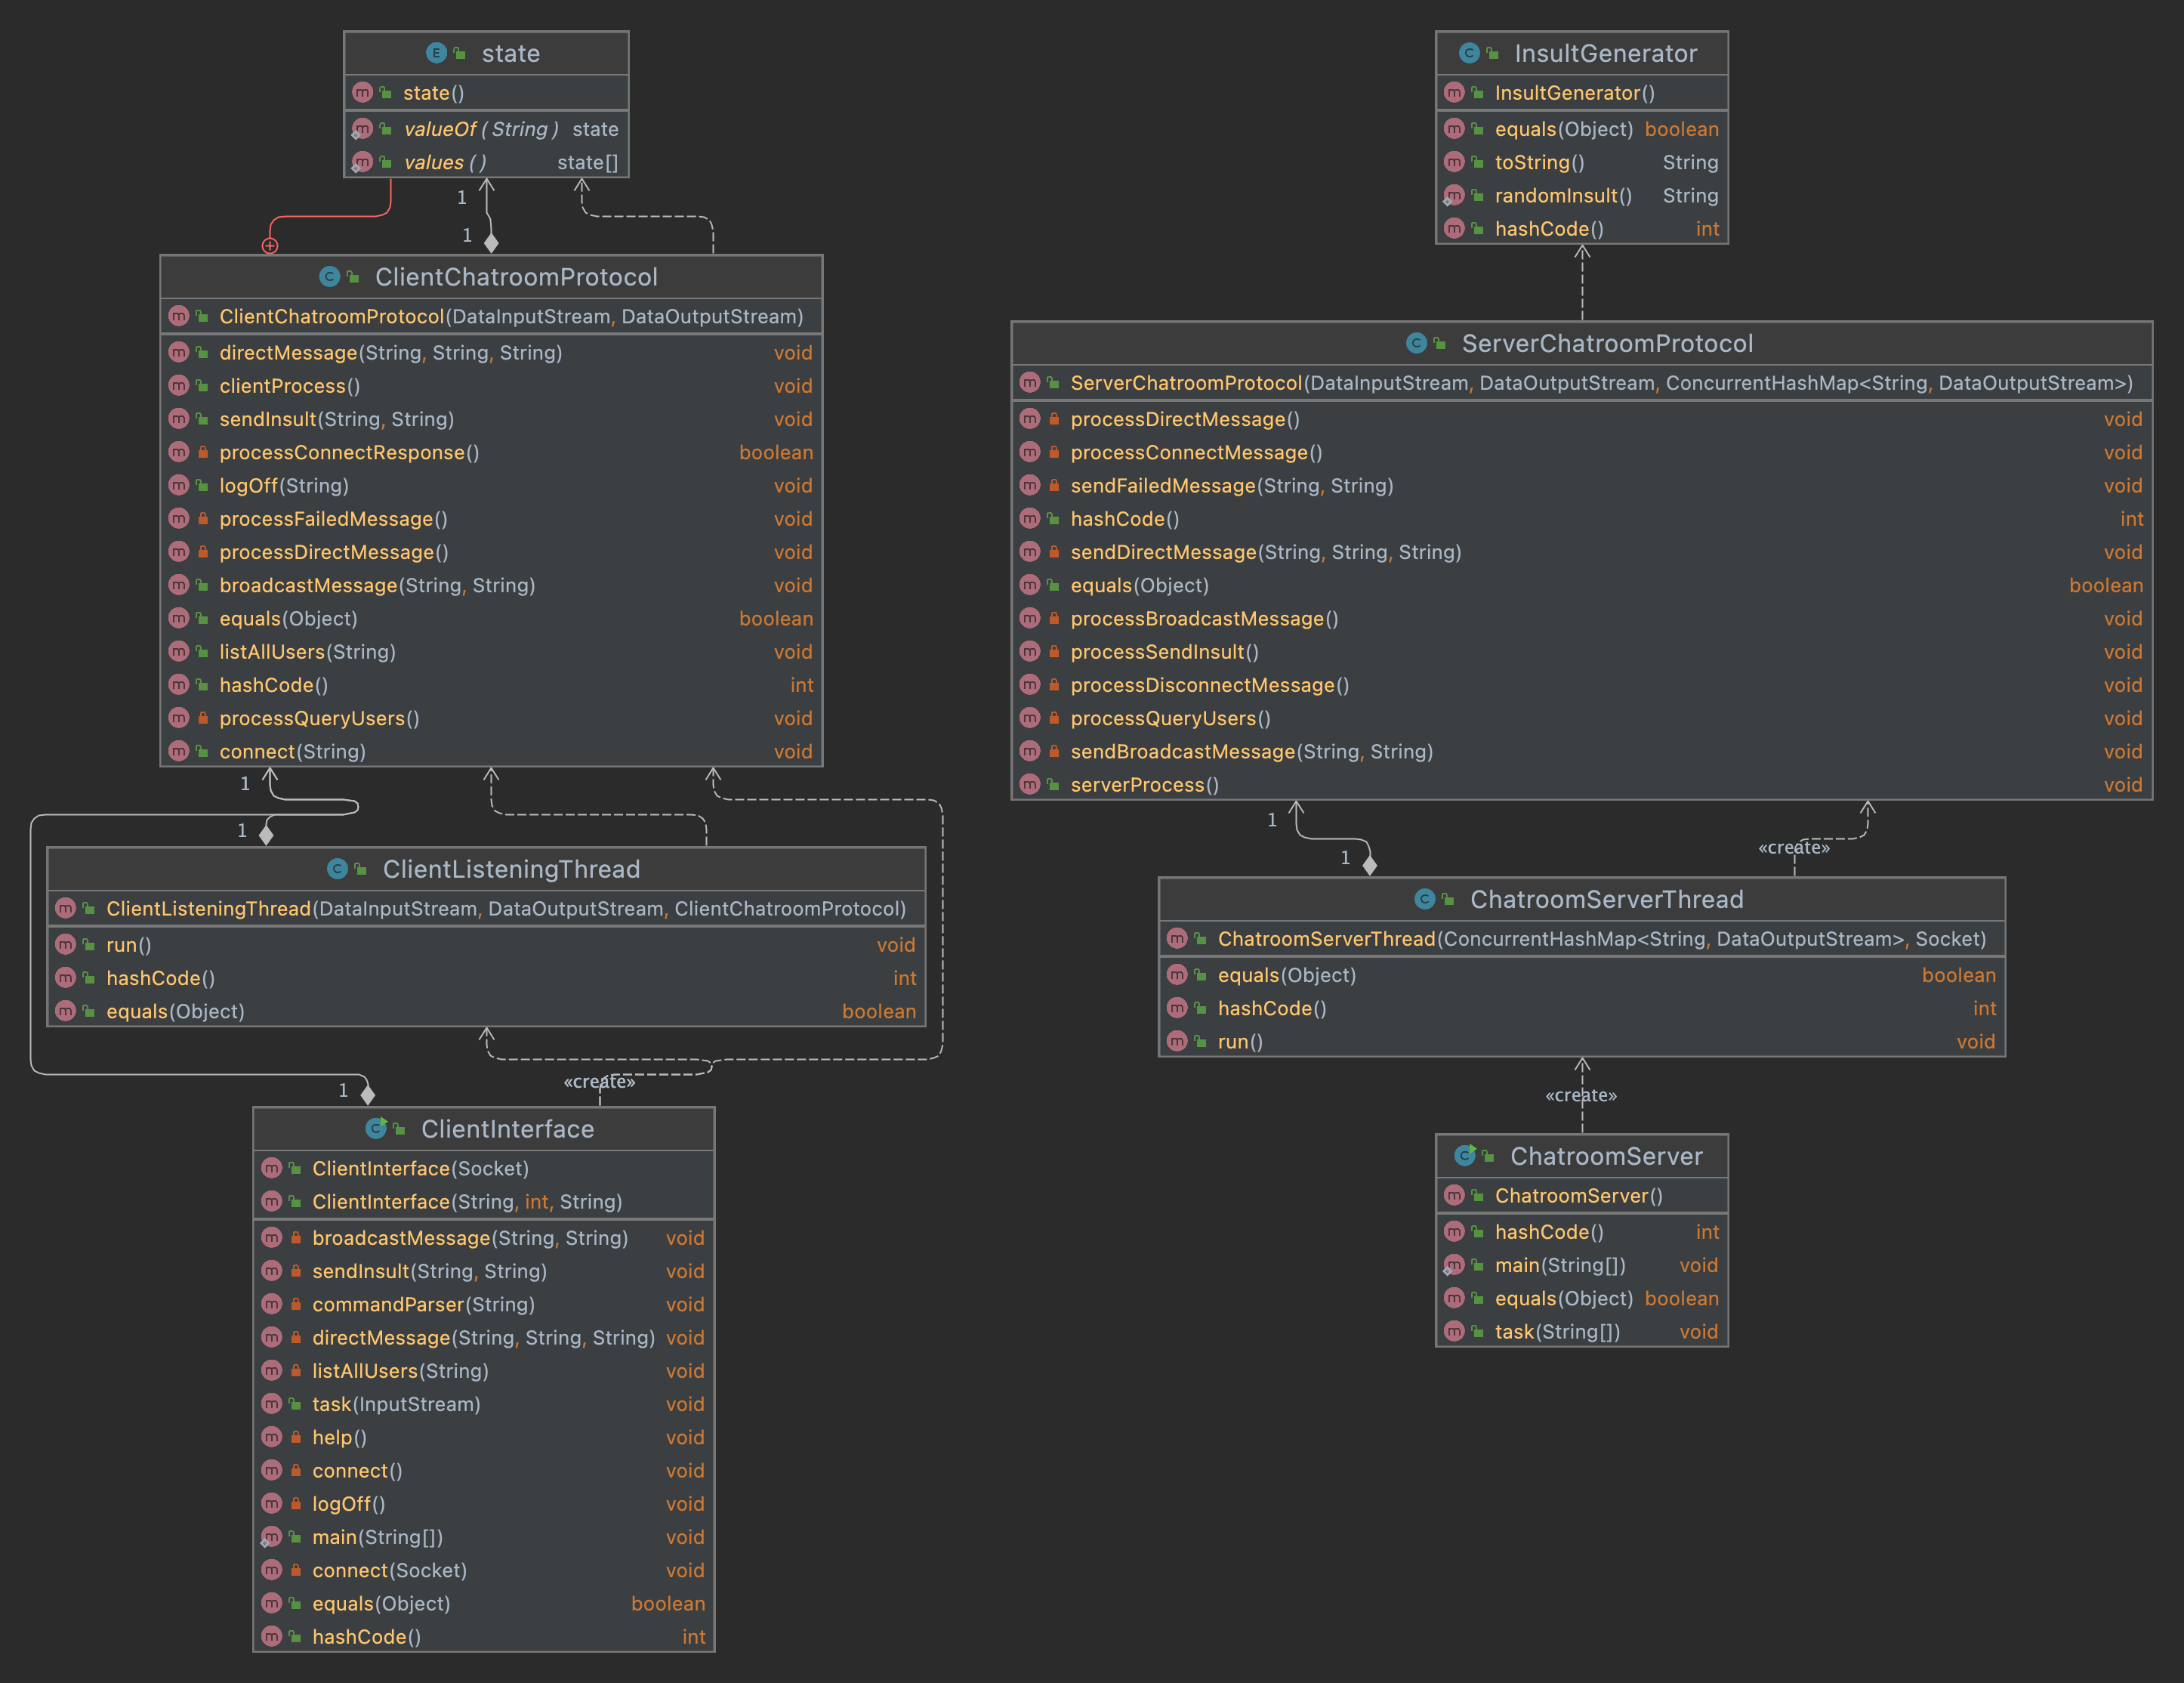 state
state()
valueOf(String) state
values() state[]
1
1
ClientChatroomProtocol
ClientChatroomProtocol(DataInputStream, DataOutputStream)
directMessage(String, String, String) void
clientProcess() void
sendInsult(String, String) void
processConnectResponse() boolean
logOff(String) void
processFailedMessage() void
processDirectMessage() void
broadcastMessage(String, String) void
equals(Object) boolean
listAllUsers(String) void
hashCode() int
processQueryUsers() void
connect(String) void
1
1
ClientListeningThread
ClientListeningThread(DataInputStream, DataOutputStream, ClientChatroomProtocol)
run() void
hashCode() int
equals(Object) boolean
1
«create»
ClientInterface
ClientInterface(Socket)
ClientInterface(String, int, String)
broadcastMessage(String, String) void
sendInsult(String, String) void
commandParser(String) void
directMessage(String, String, String) void
listAllUsers(String) void
task(InputStream) void
help() void
connect() void
logOff() void
main(String[]) void
connect(Socket) void
equals(Object) boolean
hashCode() int
InsultGenerator
InsultGenerator()
equals(Object) boolean
toString() String
randomInsult() String
hashCode() int
ServerChatroomProtocol
ServerChatroomProtocol(DataInputStream, DataOutputStream, ConcurrentHashMap<String, DataOutputStream>)
processDirectMessage() void
processConnectMessage() void
sendFailedMessage(String, String) void
hashCode() int
sendDirectMessage(String, String, String) void
equals(Object) boolean
processBroadcastMessage() void
processSendInsult() void
processDisconnectMessage() void
processQueryUsers() void
sendBroadcastMessage(String, String) void
serverProcess() void
1
1
«create»
ChatroomServerThread
ChatroomServerThread(ConcurrentHashMap<String, DataOutputStream>, Socket)
equals(Object) boolean
hashCode() int
run() void
«create»
ChatroomServer
ChatroomServer()
hashCode() int
main(String[]) void
equals(Object) boolean
task(String[]) void